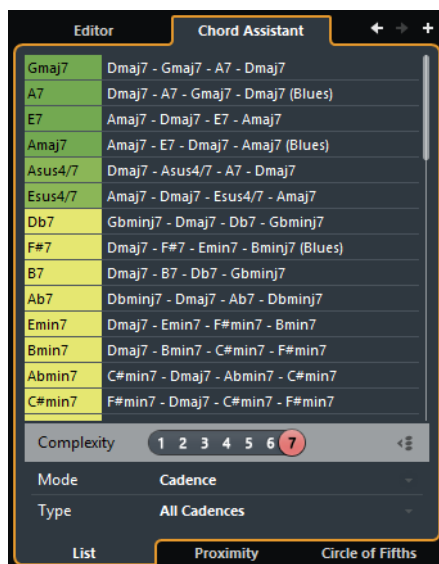 Editor Chord Assistant
Gmaj7 Dmaj7 - Gmaj7 - A7 - Dmaj7
A7 Dmaj7 - A7 - Gmaj7 - Dmaj7 (Blues)
E7 Amaj7 - Dmaj7 - E7 - Amaj7
Amaj7 Amaj7 - E7 - Dmaj7 - Amaj7 (Blues)
Asus4/7 Dmaj7 - Asus4/7 - A7 - Dmaj7
Esus4/7 Amaj7 - Dmaj7 - Esus4/7 - Amaj7
Db7 Gbminj7 - Dmaj7 - Db7 - Gbminj7
F#7 Dmaj7 - F#7 - Emin7 - Bminj7 (Blues)
B7 Dmaj7 - B7 - Db7 - Gbminj7
Ab7 Dbminj7 - Dmaj7 - Ab7 - Dbminj7
Emin7 Dmaj7 - Emin7 - F#min7 - Bmin7
Bmin7 Dmaj7 - Bmin7 - C#min7 - F#min7
Abmin7 C#min7 - Dmaj7 - Abmin7 - C#min7
C#min7 F#min7 - Dmaj7 - C#min7 - F#min7
Complexity 1 2 3 4 5 6 7
Mode Cadence
Type All Cadences
List Proximity Circle of Fifths